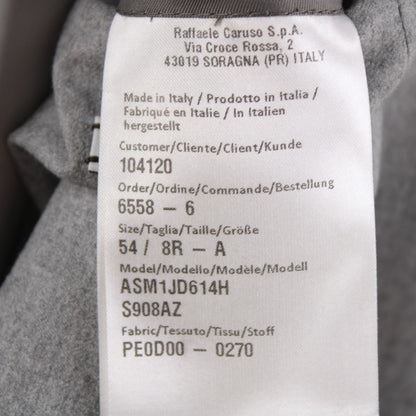 Raffaele Caruso S.p.A.
Via Croce Rossa, 2
43019 SORAGNA (PR) ITALY
Made in Italy / Prodotto in Italia /
Fabriqué en Italie / In Italien
hergestellt
Customer/Cliente/Client/Kunde
104120
Order/Ordine/Commande/Bestellung
6558 – 6
Size/Taglia/Taille/Größe
54 / 8R – A
Model/Modello/Modèle/Modell
ASM1JD614H
S908AZ
Fabric/Tessuto/Tissu/Stoff
PE0D00 – 0270